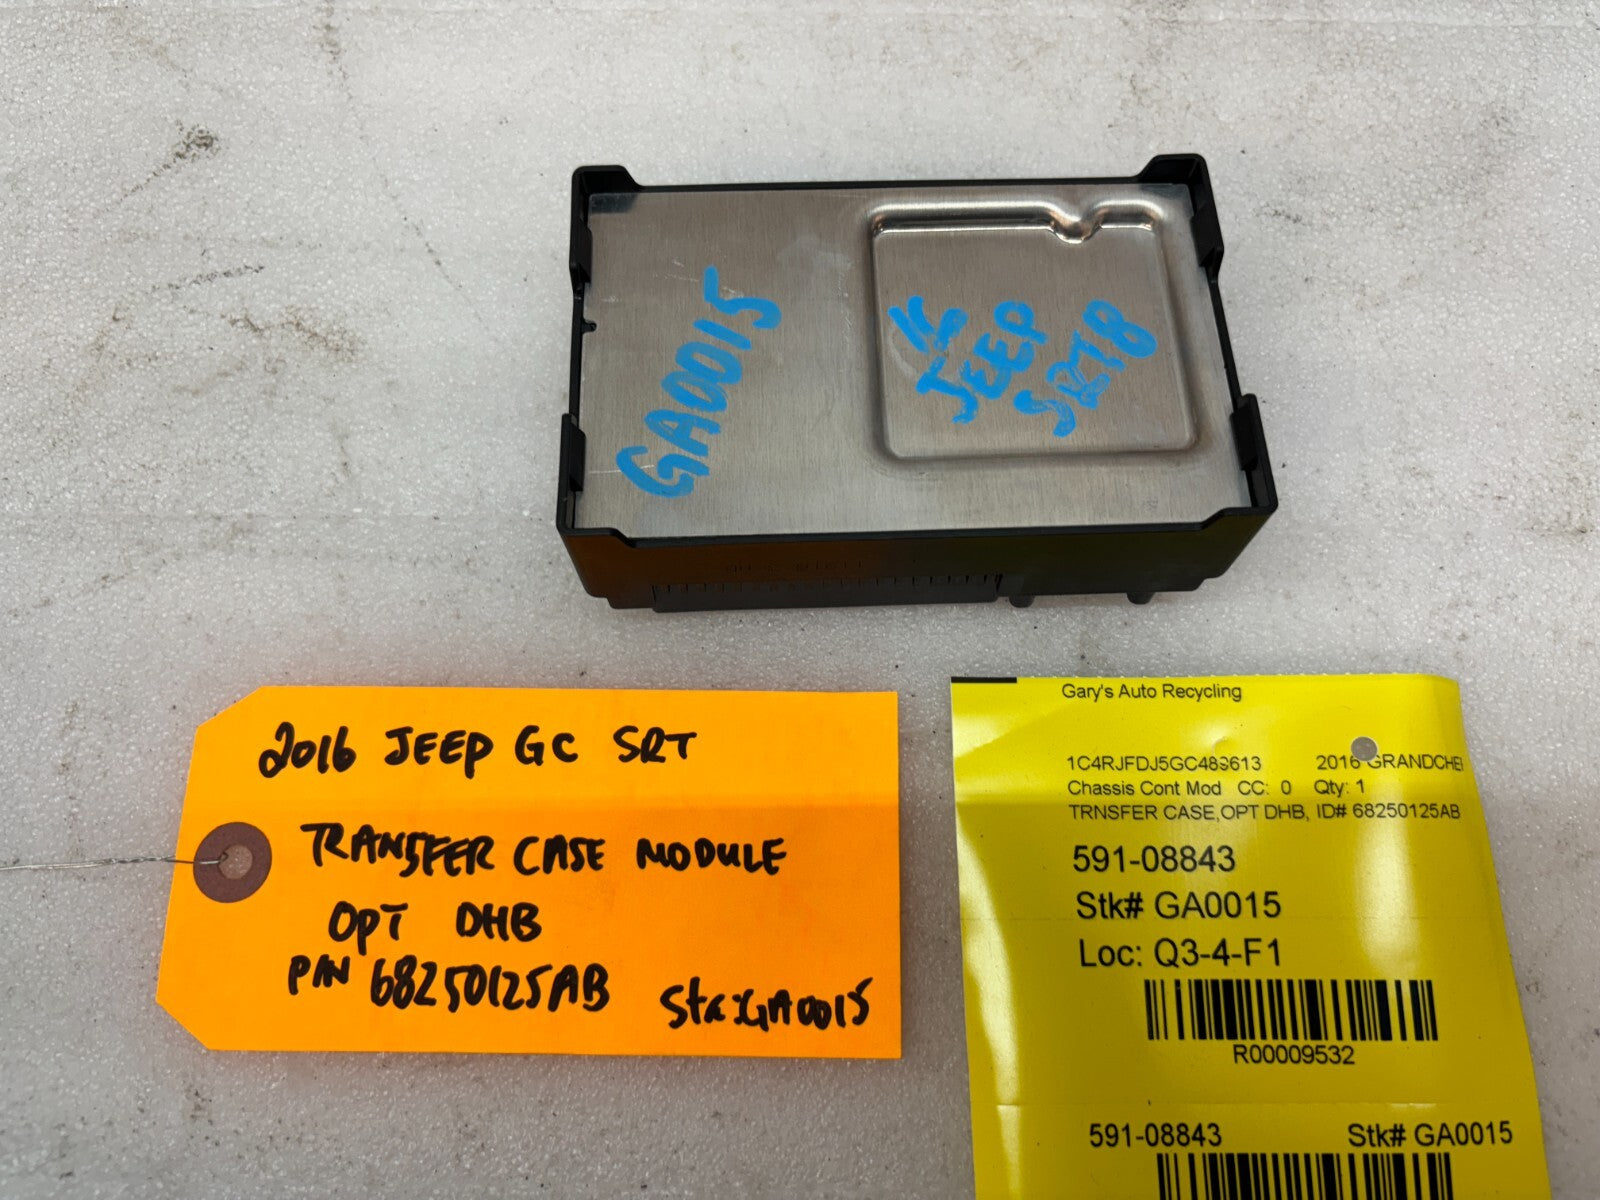 GA0015
16
JEEP
SRT8
2016 JEEP GC SRT
TRANSFER CASE MODULE
OPT DHB
P/N 68250125AB
Stk: GA0015
Gary's Auto Recycling
1C4RJFDJ5GC489613 2016 GRANDCHE
Chassis Cont Mod CC: 0 Qty: 1
TRNSFER CASE,OPT DHB, ID# 68250125AB
591-08843
Stk# GA0015
Loc: Q3-4-F1
R00009532
591-08843 Stk# GA0015